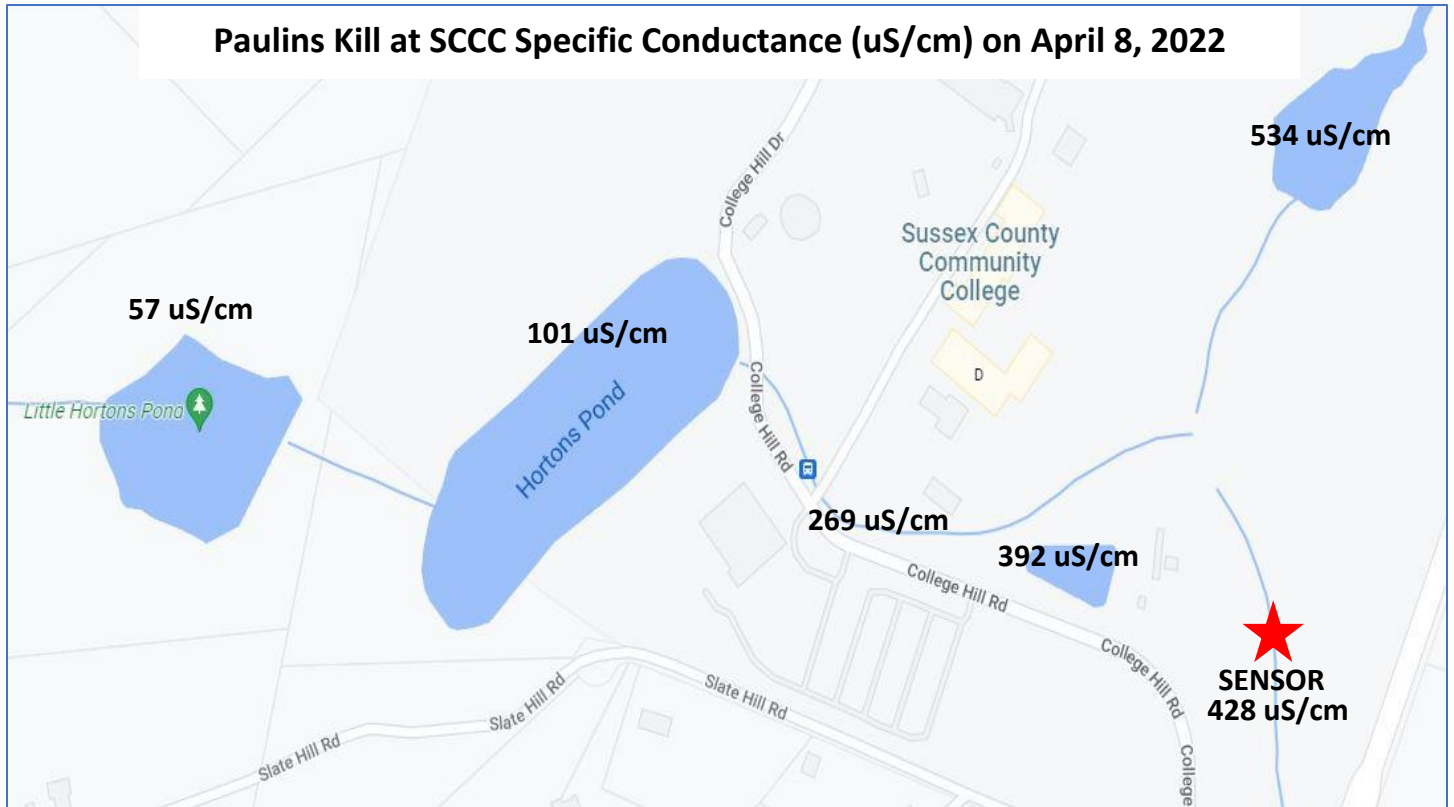 Paulins Kill at SCCC Specific Conductance (uS/cm) on April 8, 2022
534 uS/cm
College Hill Dr
Sussex County
Community
College
57 uS/cm
101 uS/cm
Little Hortons Pond
Hortons Pond
College Hill Rd
D
269 uS/cm
392 uS/cm
College Hill Rd
SENSOR
428 uS/cm
College Hill Rd
Slate Hill Rd
Slate Hill Rd
Slate Hill Rd
College